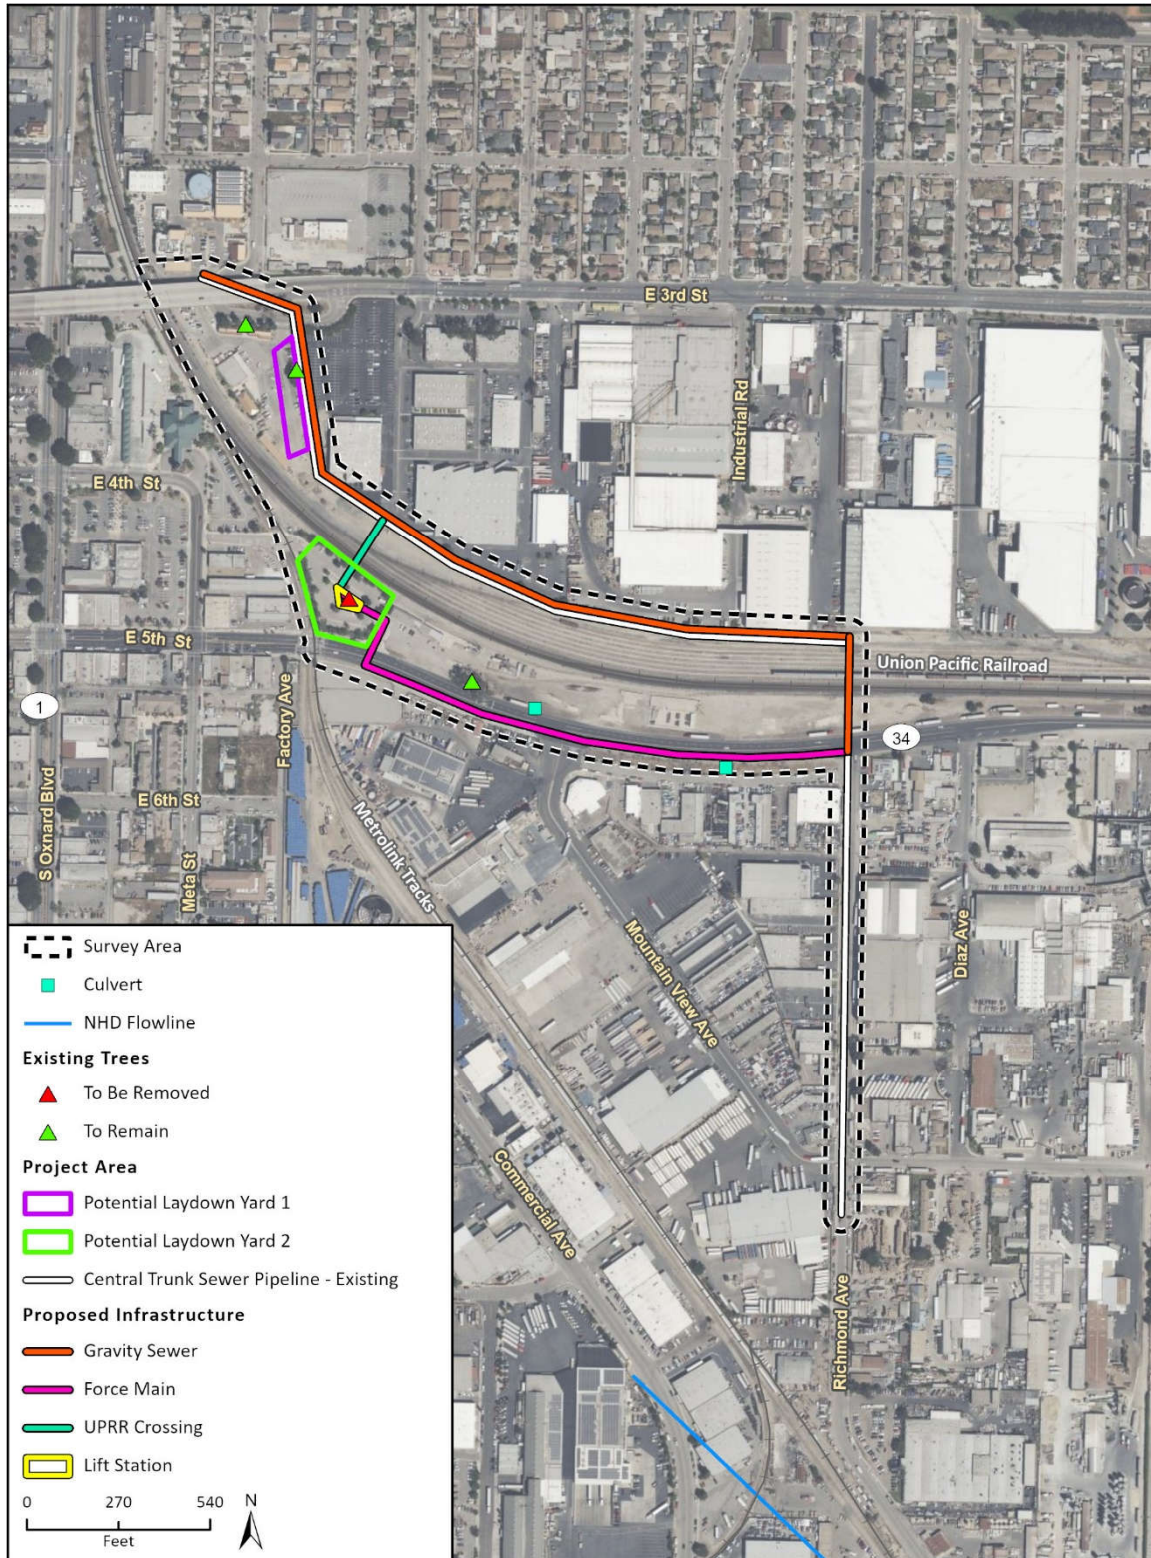 E 3rd St
Industrial Rd
E 4th St
E 5th St
Union Pacific Railroad
1
34
Factory Ave
S Oxnard Blvd
E 6th St
Meta St
Metrolink Tracks
Mountain View Ave
Diaz Ave
Commercial Ave
Richmond Ave
Survey Area
Culvert
NHD Flowline
Existing Trees
To Be Removed
To Remain
Project Area
Potential Laydown Yard 1
Potential Laydown Yard 2
Central Trunk Sewer Pipeline - Existing
Proposed Infrastructure
Gravity Sewer
Force Main
UPRR Crossing
Lift Station
0 270 540 N
Feet